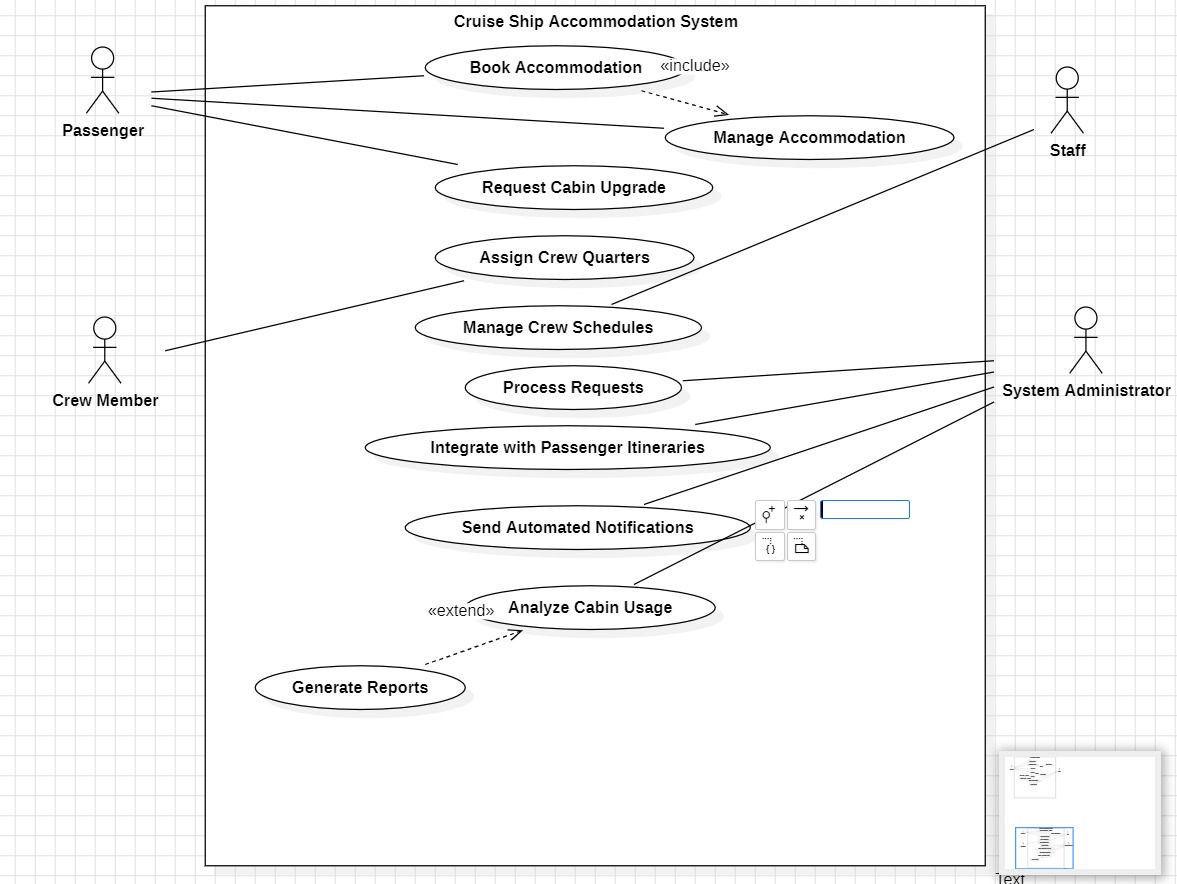 Cruise Ship Accommodation System
Book Accommodation
«include»
Passenger
Manage Accommodation
Staff
Request Cabin Upgrade
Assign Crew Quarters
Manage Crew Schedules
Crew Member
Process Requests
System Administrator
Integrate with Passenger Itineraries
Send Automated Notifications
«extend»
Analyze Cabin Usage
Generate Reports
Text